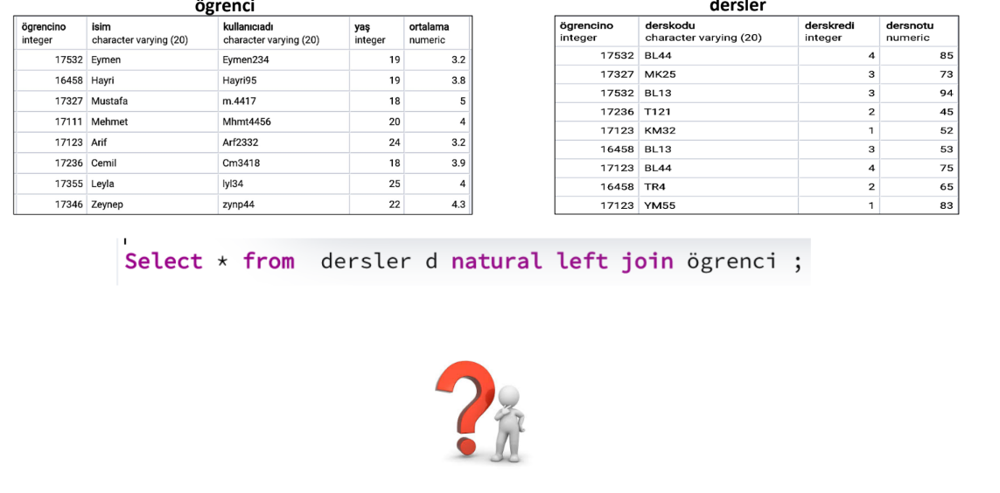 ögrenci
ögrencino isim kullanıcıadı yaş ortalama
integer character varying (20) character varying (20) integer numeric
17532 Eymen Eymen234 19 3.2
16458 Hayri Hayri95 19 3.8
17327 Mustafa m.4417 18 5
17111 Mehmet Mhmt4456 20 4
17123 Arif Arf2332 24 3.2
17236 Cemil Cm3418 18 3.9
17355 Leyla lyl34 25 4
17346 Zeynep zynp44 22 4.3
dersler
ögrencino derskodu derskredi dersnotu
integer character varying (20) integer numeric
17532 BL44 4 85
17327 MK25 3 73
17532 BL13 3 94
17236 T121 2 45
17123 KM32 1 52
16458 BL13 3 53
17123 BL44 4 75
16458 TR4 2 65
17123 YM55 1 83
Select * from dersler d natural left join ögrenci ;